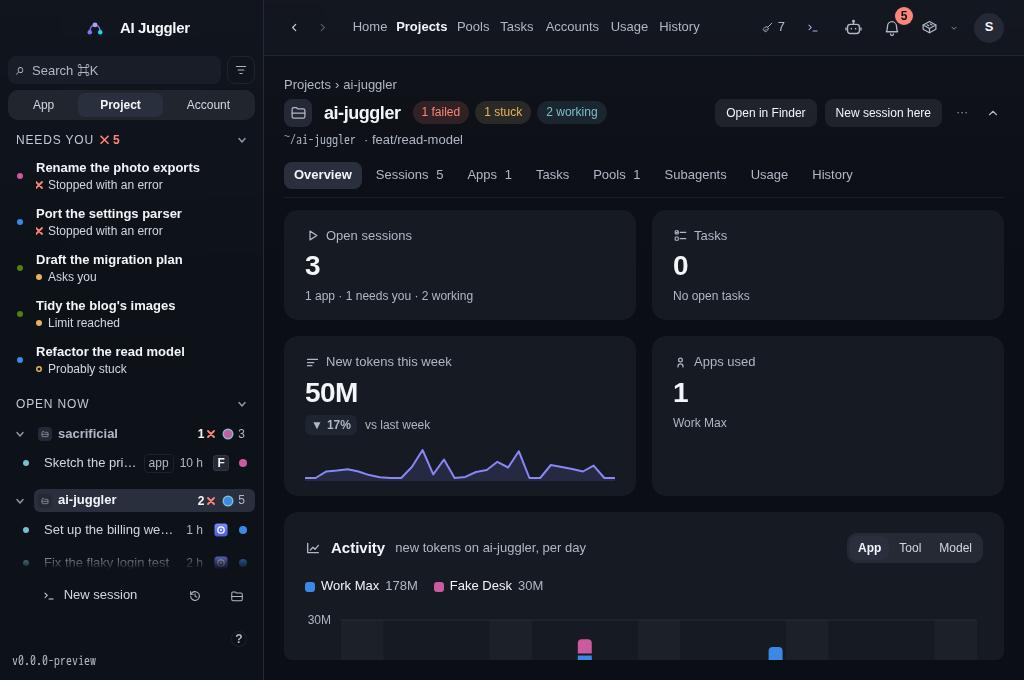 AI Juggler
Search ⌘K
App Project Account
NEEDS YOU 5
Rename the photo exports
Stopped with an error
Port the settings parser
Stopped with an error
Draft the migration plan
Asks you
Tidy the blog's images
Limit reached
Refactor the read model
Probably stuck
OPEN NOW
sacrificial 1 3
Sketch the pri… app 10 h F
ai-juggler 2 5
Set up the billing we… 1 h
Fix the flaky login test 2 h
New session
?
v0.0.0-preview
Home Projects Pools Tasks Accounts Usage History 7 5 S
Projects › ai-juggler
ai-juggler 1 failed 1 stuck 2 working Open in Finder New session here ···
~/ai-juggler · feat/read-model
Overview Sessions 5 Apps 1 Tasks Pools 1 Subagents Usage History
Open sessions
3
1 app · 1 needs you · 2 working
Tasks
0
No open tasks
New tokens this week
50M
▼ 17% vs last week
Apps used
1
Work Max
Activity new tokens on ai-juggler, per day App Tool Model
Work Max 178M Fake Desk 30M
30M